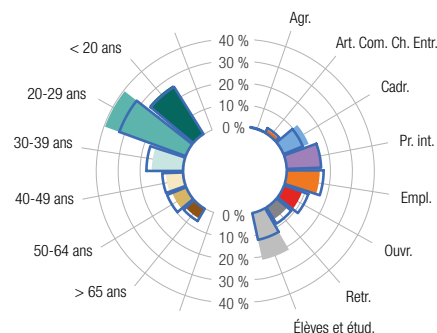 Agr.
Art. Com. Ch. Entr.
Cadr.
Pr. int.
Empl.
Ouvr.
Retr.
Élèves et étud.
40 %
30 %
20 %
10 %
0 %
0 %
10 %
20 %
30 %
40 %
< 20 ans
20-29 ans
30-39 ans
40-49 ans
50-64 ans
> 65 ans